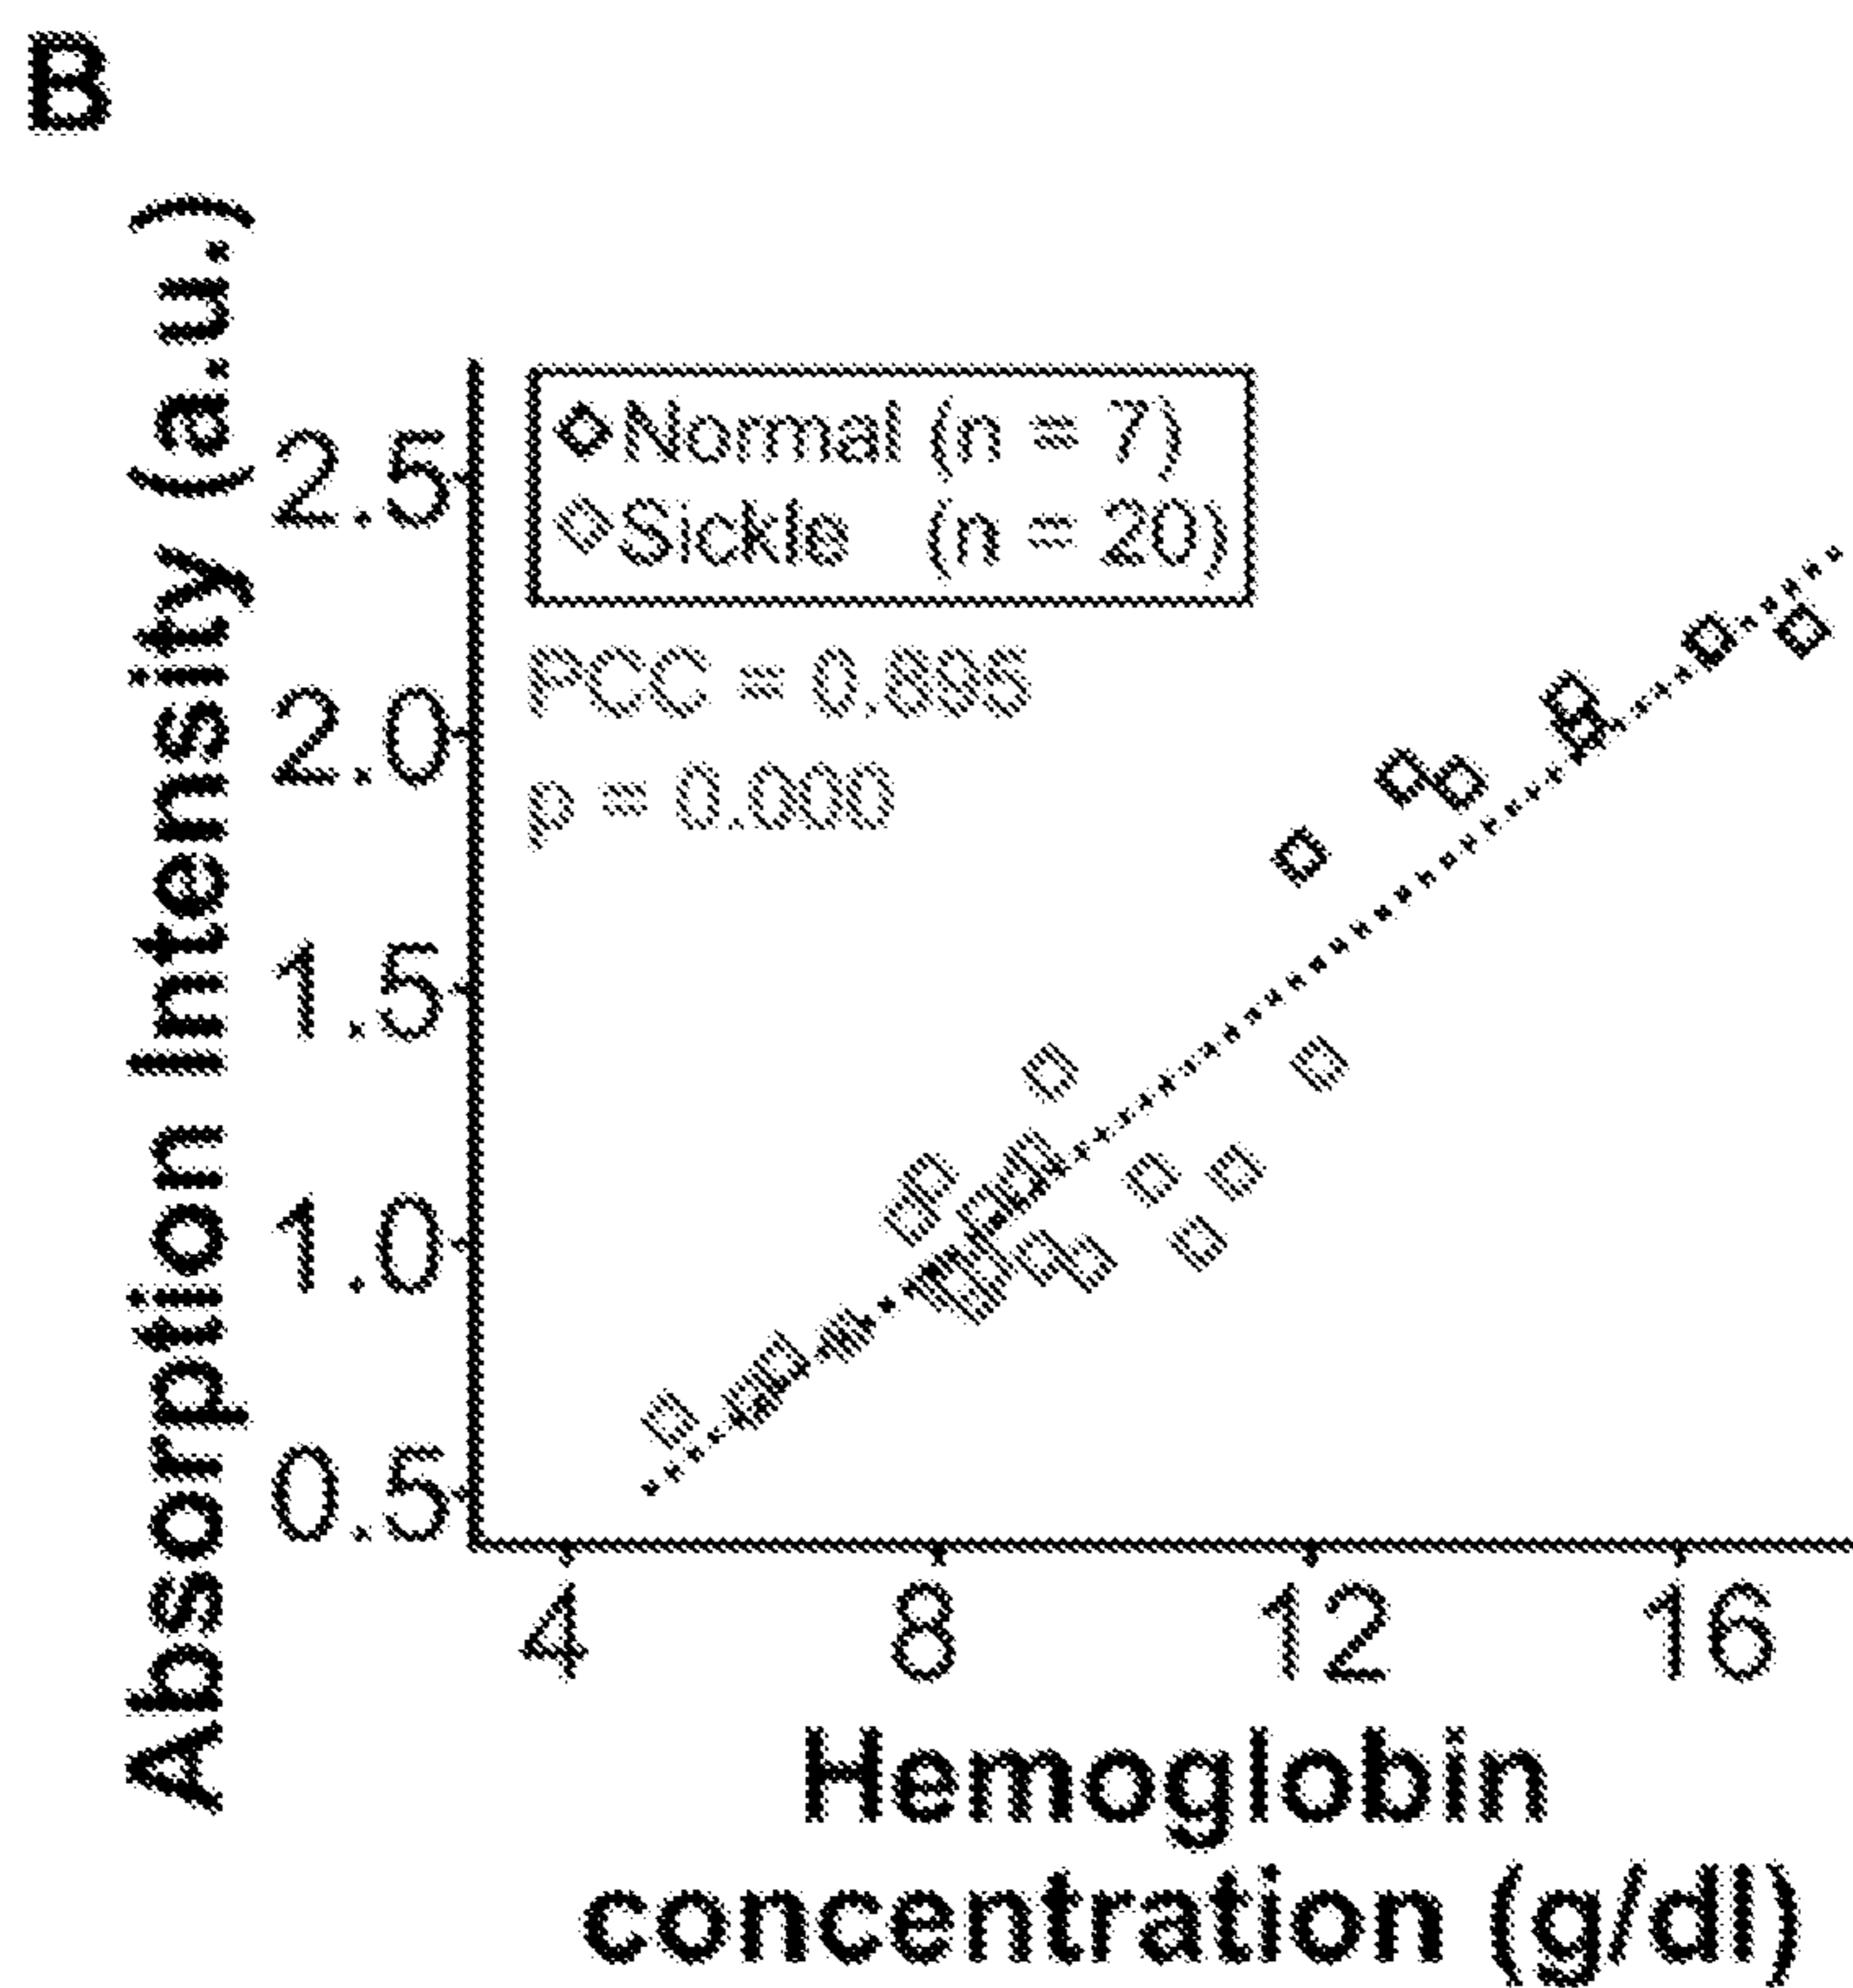 B
Absorption Intensity (a.u.)
2.5
2.0
1.5
1.0
0.5
Normal (n = 7)
Sickle (n = 20)
PCC = 0.895
p = 0.000
4 8 12 16
Hemoglobin
concentration (g/dl)